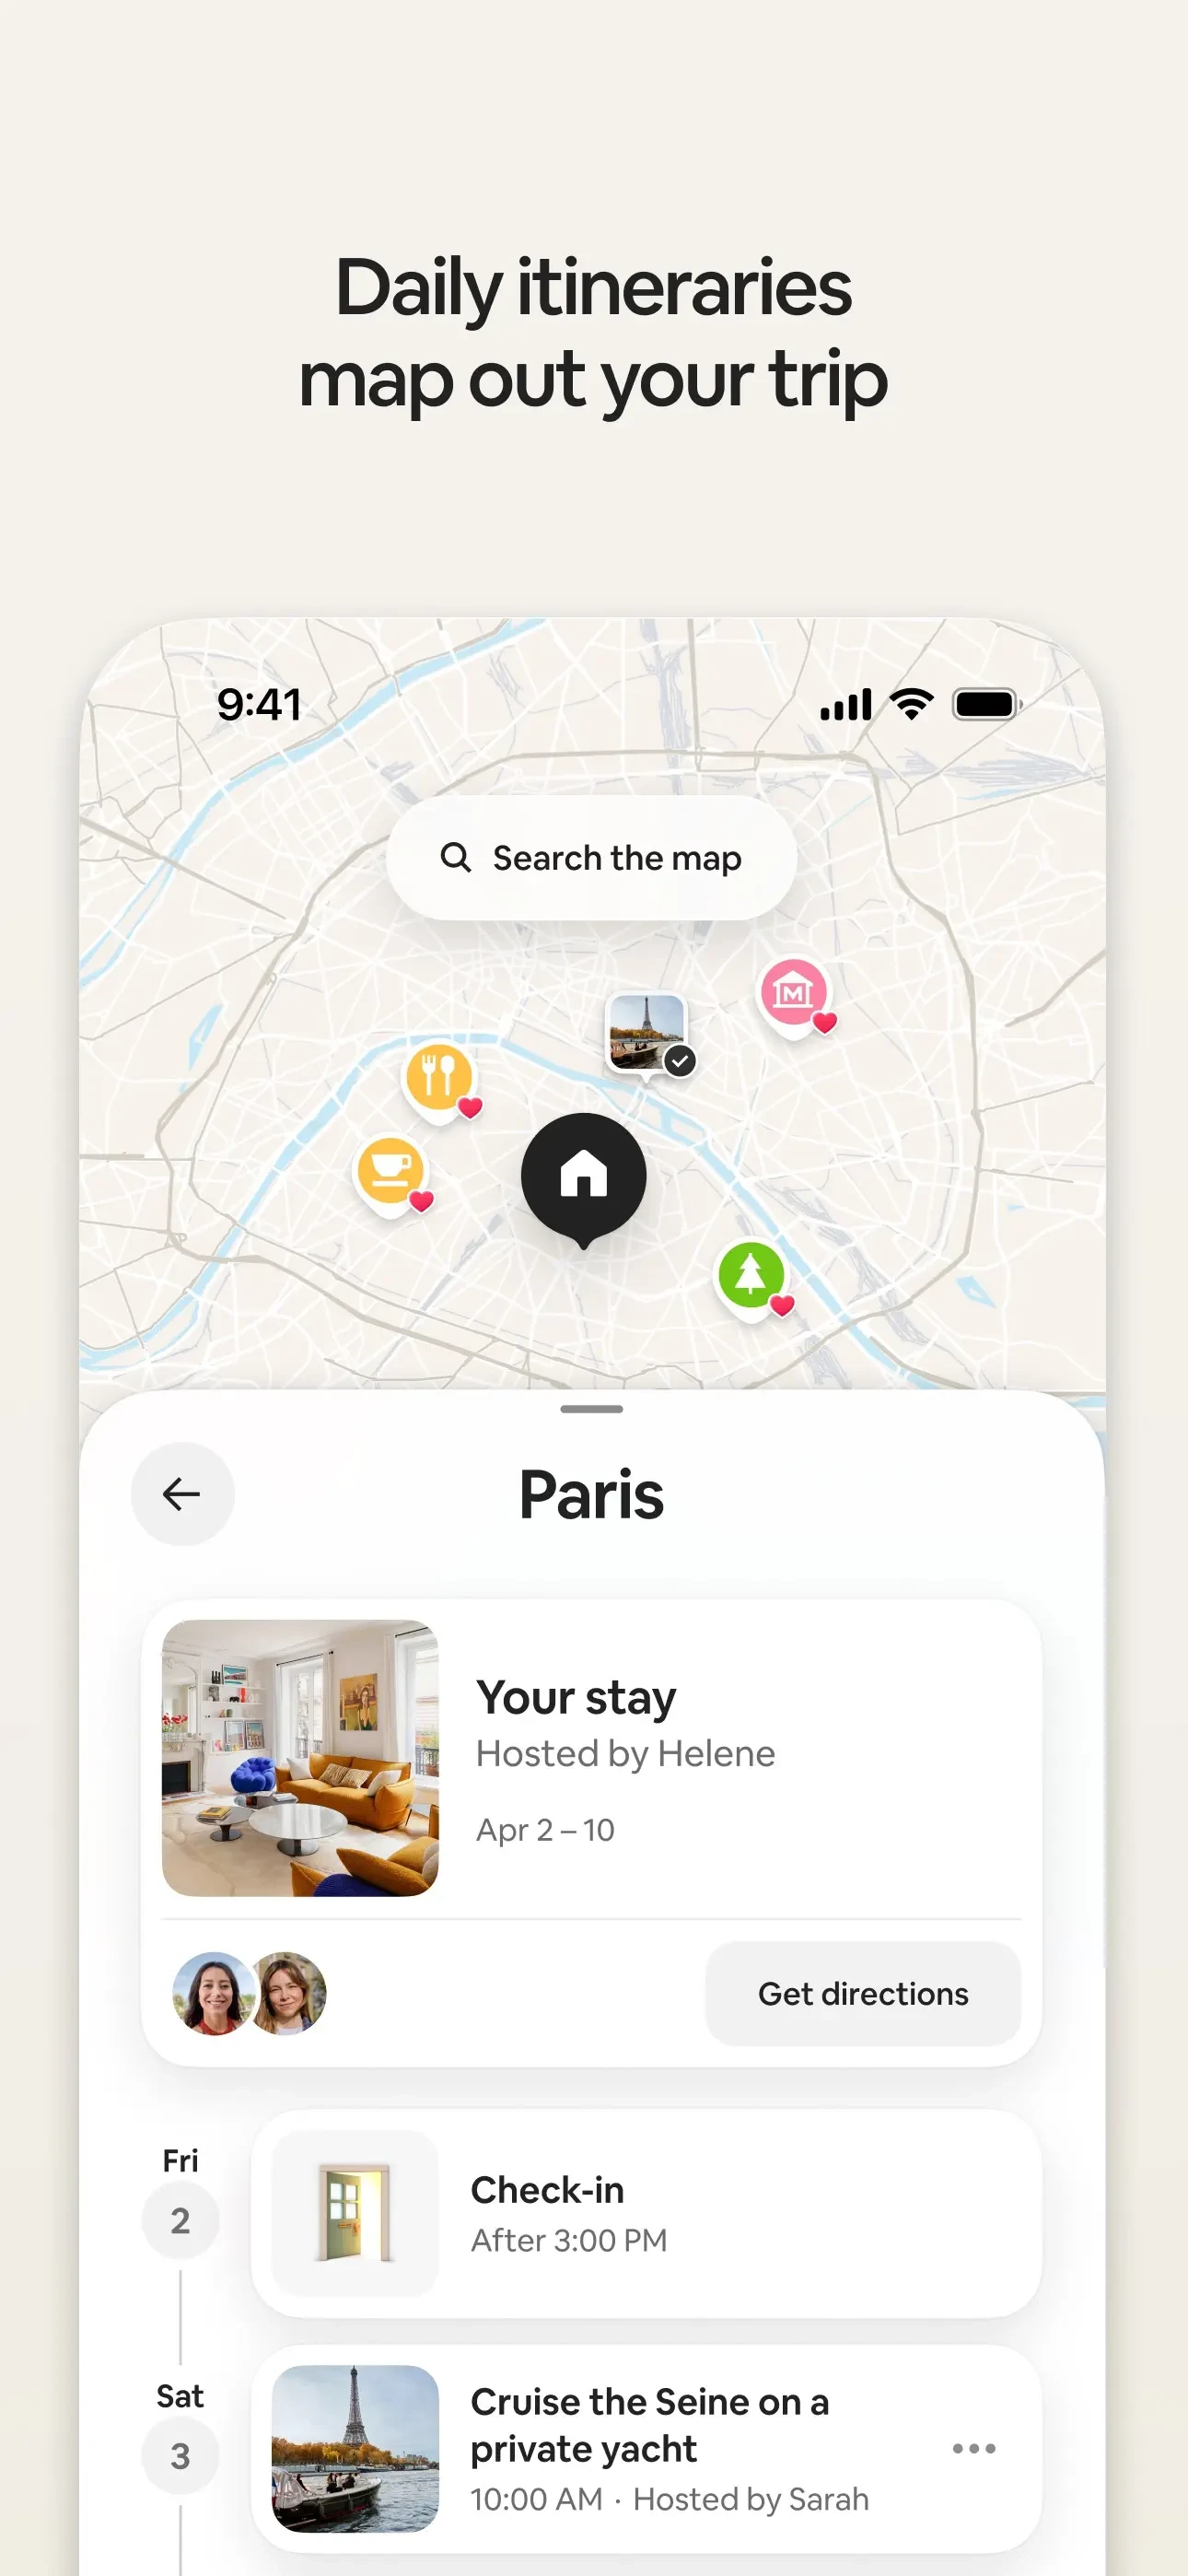 Daily itineraries
map out your trip
9:41
Search the map
M
Paris
Your stay
Hosted by Helene
Apr 2 – 10
Get directions
Fri
2
Check-in
After 3:00 PM
Sat
3
Cruise the Seine on a
private yacht
10:00 AM · Hosted by Sarah